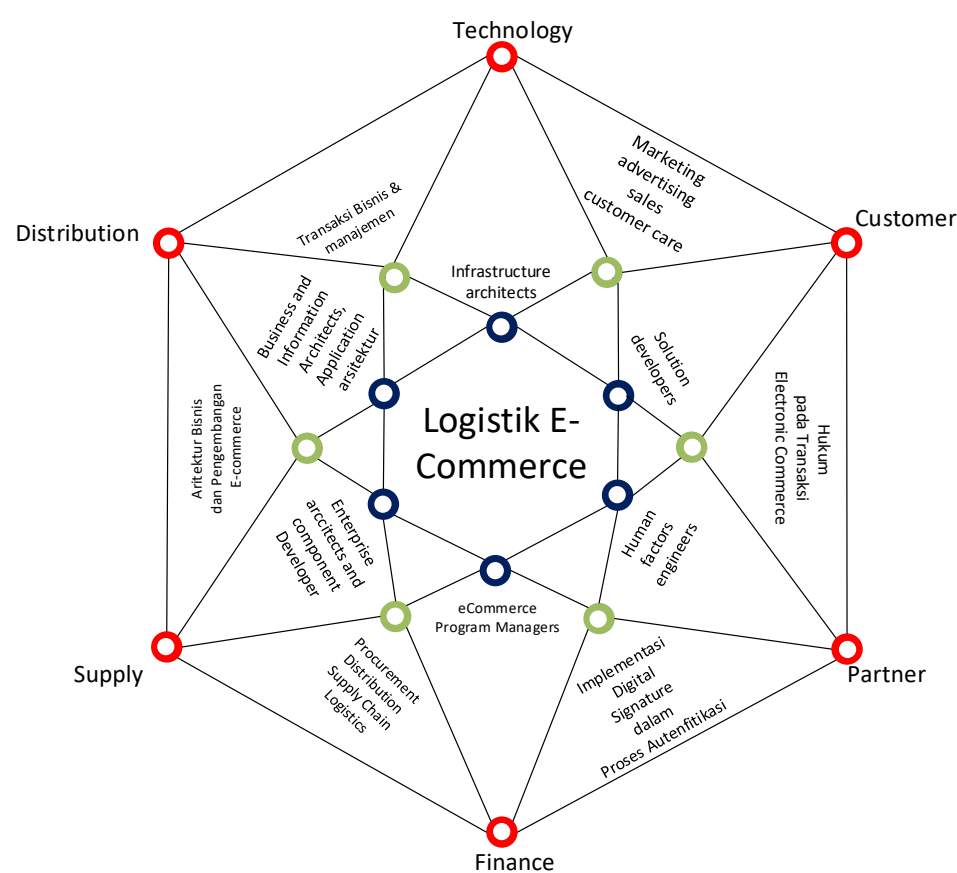 Technology
Marketing
advertising
sales
customer care
Customer
Distribution
Transaksi Bisnis &
manajemen
Infrastructure
architects
Business and
Information
Architects,
Application
arsitektur
Solution
developers
Logistik E-
Commerce
Hukum
pada Transaksi
Electronic Commerce
Aritektur Bisnis
dan Pengembangan
E-commerce
Enterprise
arccitects and
component
Developer
Human
factors
engineers
eCommerce
Program Managers
Supply
Procurement
Distribution
Supply Chain
Logistics
Implementasi
Digital
Signature
dalam
Proses Autenfitikasi
Partner
Finance